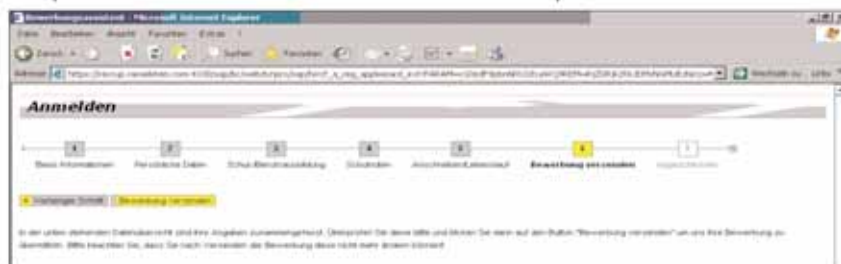 Bewerbungsassistent - Microsoft Internet Explorer
Datei Bearbeiten Ansicht Favoriten Extras ?
Zurück Suchen Favoriten
Adresse Wechseln zu Links
Anmelden
1 2 3 4 5 6 7
Basis Informationen Persönliche Daten Schul-/Berufsausbildung Schulnoten Anschreiben/Lebenslauf Bewerbung versenden Abgeschlossen
Vorheriger Schritt Bewerbung versenden
In der unten stehenden Datenübersicht sind Ihre Angaben zusammengefasst. Überprüfen Sie diese bitte und klicken Sie dann auf den Button "Bewerbung versenden" um uns Ihre Bewerbung zu
übermitteln. Bitte beachten Sie, dass Sie nach Versenden der Bewerbung diese nicht mehr ändern können!